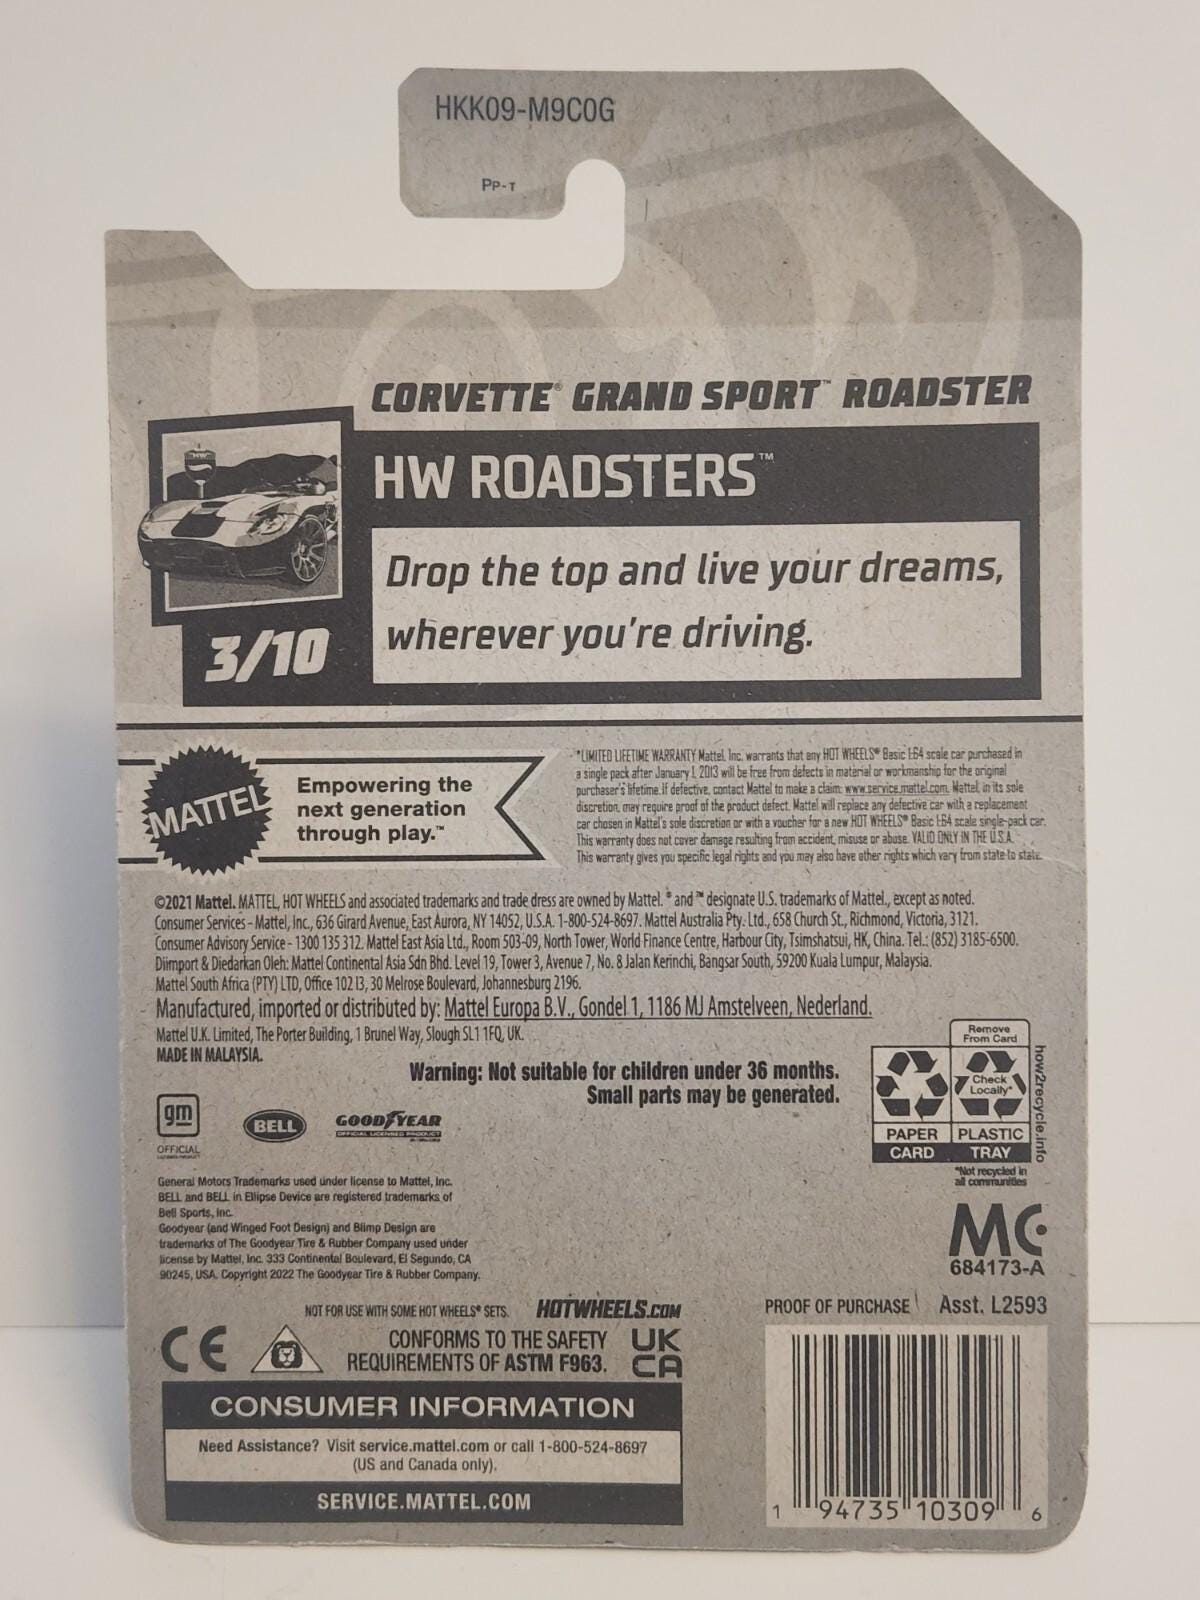 HKK09-M9C0G
PP-T
CORVETTE® GRAND SPORT™ ROADSTER
HW ROADSTERS™
Drop the top and live your dreams,
wherever you're driving.
3/10
MATTEL
Empowering the
next generation
through play.™
*LIMITED LIFETIME WARRANTY Mattel, Inc. warrants that any HOT WHEELS® Basic 1:64 scale car purchased in
a single pack after January 1, 2013 will be free from defects in material or workmanship for the original
purchaser's lifetime. If defective, contact Mattel to make a claim: www.service.mattel.com. Mattel, in its sole
discretion, may require proof of the product defect. Mattel will replace any defective car with a replacement
car chosen in Mattel's sole discretion or with a voucher for a new HOT WHEELS® Basic 1:64 scale single-pack car.
This warranty does not cover damage resulting from accident, misuse or abuse. VALID ONLY IN THE U.S.A.
This warranty gives you specific legal rights and you may also have other rights which vary from state to state.
©2021 Mattel. MATTEL, HOT WHEELS and associated trademarks and trade dress are owned by Mattel. ® and ™ designate U.S. trademarks of Mattel, except as noted.
Consumer Services - Mattel, Inc., 636 Girard Avenue, East Aurora, NY 14052, U.S.A. 1-800-524-8697. Mattel Australia Pty. Ltd., 658 Church St., Richmond, Victoria, 3121.
Consumer Advisory Service - 1300 135 312. Mattel East Asia Ltd., Room 503-09, North Tower, World Finance Centre, Harbour City, Tsimshatsui, HK, China. Tel.: (852) 3185-6500.
Diimport & Diedarkan Oleh: Mattel Continental Asia Sdn Bhd. Level 19, Tower 3, Avenue 7, No. 8 Jalan Kerinchi, Bangsar South, 59200 Kuala Lumpur, Malaysia.
Mattel South Africa (PTY) LTD, Office 102 I3, 30 Melrose Boulevard, Johannesburg 2196.
Manufactured, imported or distributed by: Mattel Europa B.V., Gondel 1, 1186 MJ Amstelveen, Nederland.
Mattel U.K. Limited, The Porter Building, 1 Brunel Way, Slough SL1 1FQ, UK.
MADE IN MALAYSIA.
Warning: Not suitable for children under 36 months.
Small parts may be generated.
Remove
From Card
Check
Locally*
PAPER
CARD
PLASTIC
TRAY
how2recycle.info
*Not recycled in
all communities
gm
OFFICIAL
BELL
GOODYEAR
OFFICIAL LICENSED PRODUCT
General Motors Trademarks used under license to Mattel, Inc.
BELL and BELL in Ellipse Device are registered trademarks of
Bell Sports, Inc.
Goodyear (and Winged Foot Design) and Blimp Design are
trademarks of The Goodyear Tire & Rubber Company used under
license by Mattel, Inc. 333 Continental Boulevard, El Segundo, CA
90245, USA. Copyright 2022 The Goodyear Tire & Rubber Company.
MC
684173-A
NOT FOR USE WITH SOME HOT WHEELS® SETS.
HOTWHEELS.COM
PROOF OF PURCHASE
Asst. L2593
CE
CONFORMS TO THE SAFETY
REQUIREMENTS OF ASTM F963.
UK
CA
CONSUMER INFORMATION
Need Assistance? Visit service.mattel.com or call 1-800-524-8697
(US and Canada only).
SERVICE.MATTEL.COM
1 94735 10309 6